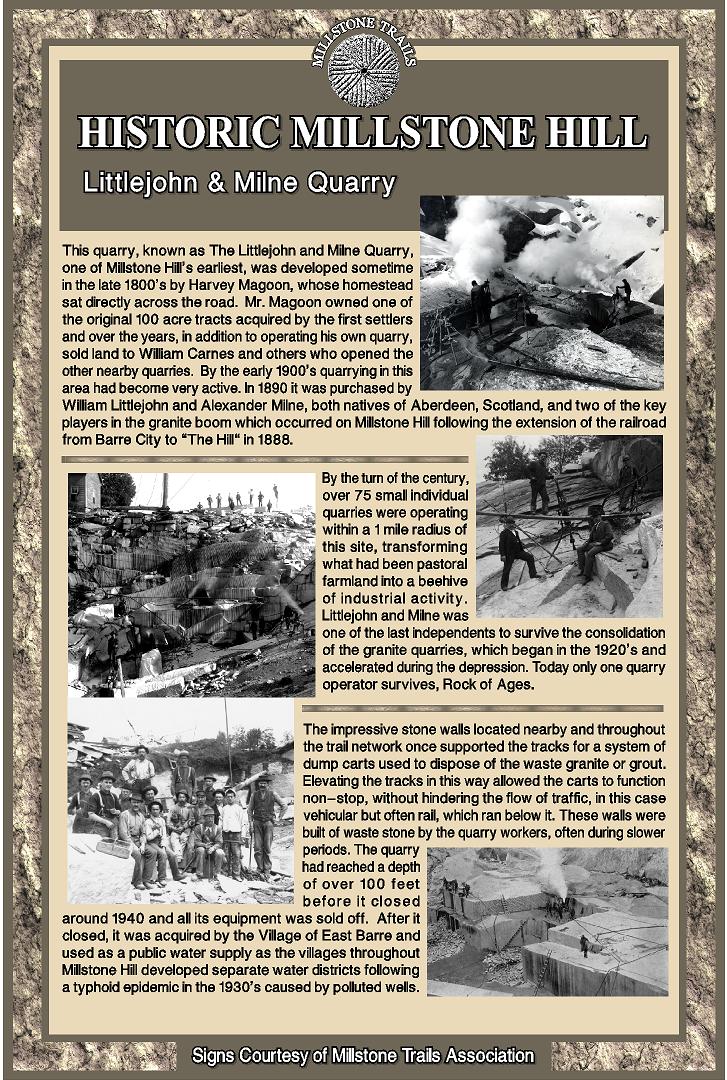 MILLSTONE TRAILS
HISTORIC MILLSTONE HILL
Littlejohn & Milne Quarry
This quarry, known as The Littlejohn and Milne Quarry,
one of Millstone Hill's earliest, was developed sometime
in the late 1800's by Harvey Magoon, whose homestead
sat directly across the road. Mr. Magoon owned one of
the original 100 acre tracts acquired by the first settlers
and over the years, in addition to operating his own quarry,
sold land to William Carnes and others who opened the
other nearby quarries. By the early 1900's quarrying in this
area had become very active. In 1890 it was purchased by
William Littlejohn and Alexander Milne, both natives of Aberdeen, Scotland, and two of the key
players in the granite boom which occurred on Millstone Hill following the extension of the railroad
from Barre City to "The Hill" in 1888.
By the turn of the century,
over 75 small individual
quarries were operating
within a 1 mile radius of
this site, transforming
what had been pastoral
farmland into a beehive
of industrial activity.
Littlejohn and Milne was
one of the last independents to survive the consolidation
of the granite quarries, which began in the 1920's and
accelerated during the depression. Today only one quarry
operator survives, Rock of Ages.
The impressive stone walls located nearby and throughout
the trail network once supported the tracks for a system of
dump carts used to dispose of the waste granite or grout.
Elevating the tracks in this way allowed the carts to function
non-stop, without hindering the flow of traffic, in this case
vehicular but often rail, which ran below it. These walls were
built of waste stone by the quarry workers, often during slower
periods. The quarry
had reached a depth
of over 100 feet
before it closed
around 1940 and all its equipment was sold off. After it
closed, it was acquired by the Village of East Barre and
used as a public water supply as the villages throughout
Millstone Hill developed separate water districts following
a typhoid epidemic in the 1930's caused by polluted wells.
Signs Courtesy of Millstone Trails Association